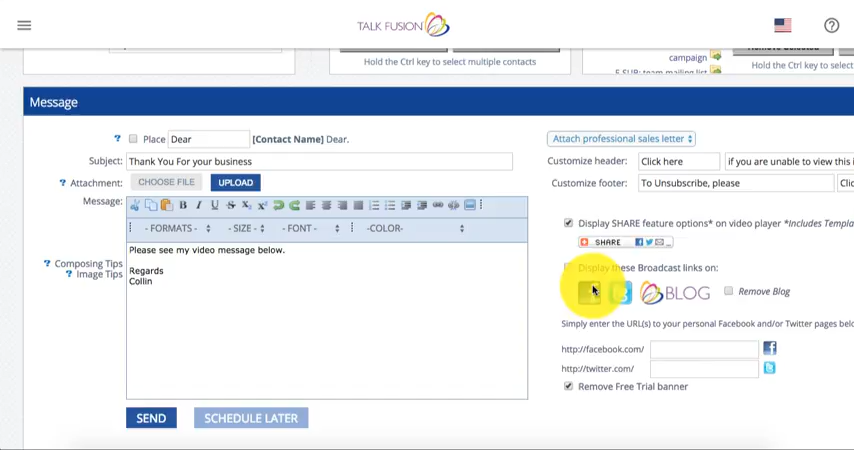 TALK FUSION
Hold the Ctrl key to select multiple contacts
campaign
Hold the Ctrl key to select
Message
? Place Dear [Contact Name] Dear.
Subject: Thank You For your business
? Attachment: CHOOSE FILE UPLOAD
Message:
B I U S X₂ X²
- FORMATS - - SIZE - - FONT - -COLOR-
Please see my video message below.
Regards
Collin
? Composing Tips
? Image Tips
SEND SCHEDULE LATER
Attach professional sales letter
Customize header: Click here if you are unable to view this
Customize footer: To Unsubscribe, please Clic
Display SHARE feature options* on video player *Includes Templa
SHARE
Display these Broadcast links on:
BLOG Remove Blog
Simply enter the URL(s) to your personal Facebook and/or Twitter pages
http://facebook.com/
http://twitter.com/
Remove Free Trial banner